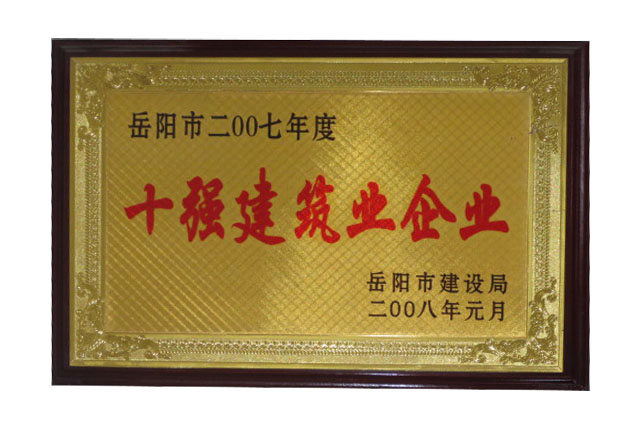 岳阳市二00七年度
十强建筑业企业
岳阳市建设局
二00八年元月